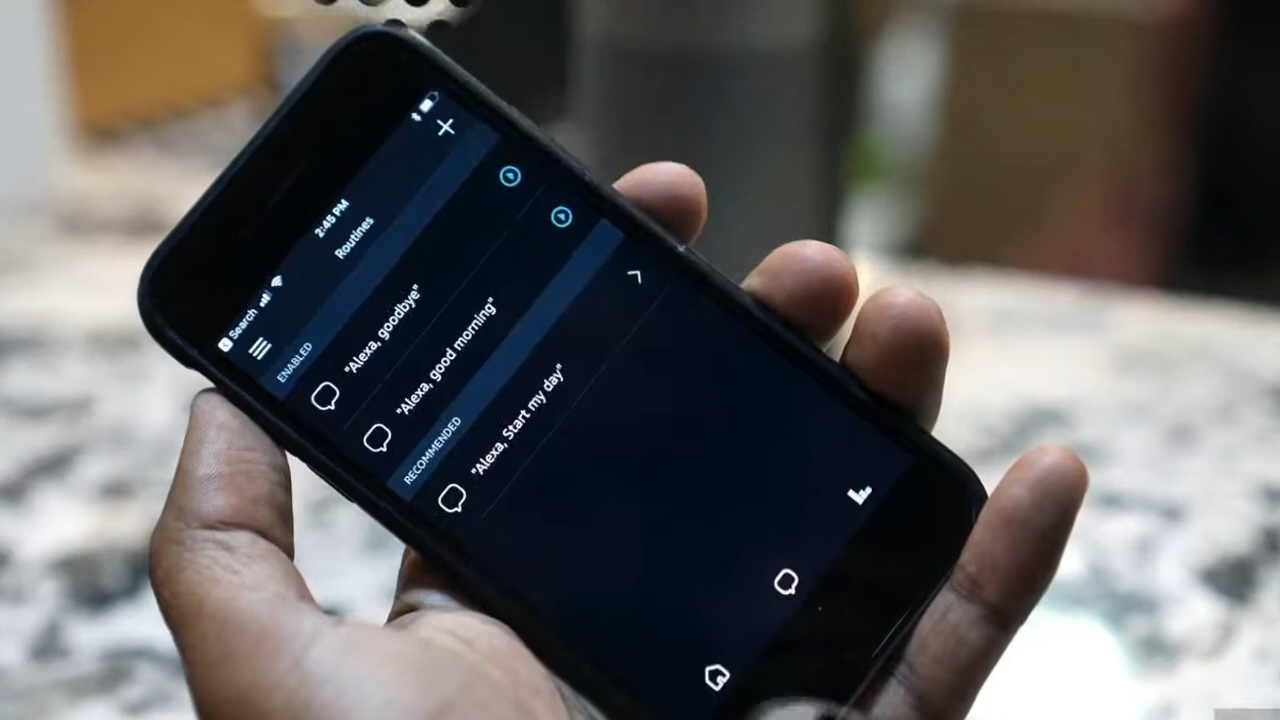 Search
2:45 PM
Routines
ENABLED
"Alexa, goodbye"
"Alexa, good morning"
RECOMMENDED
"Alexa, Start my day"